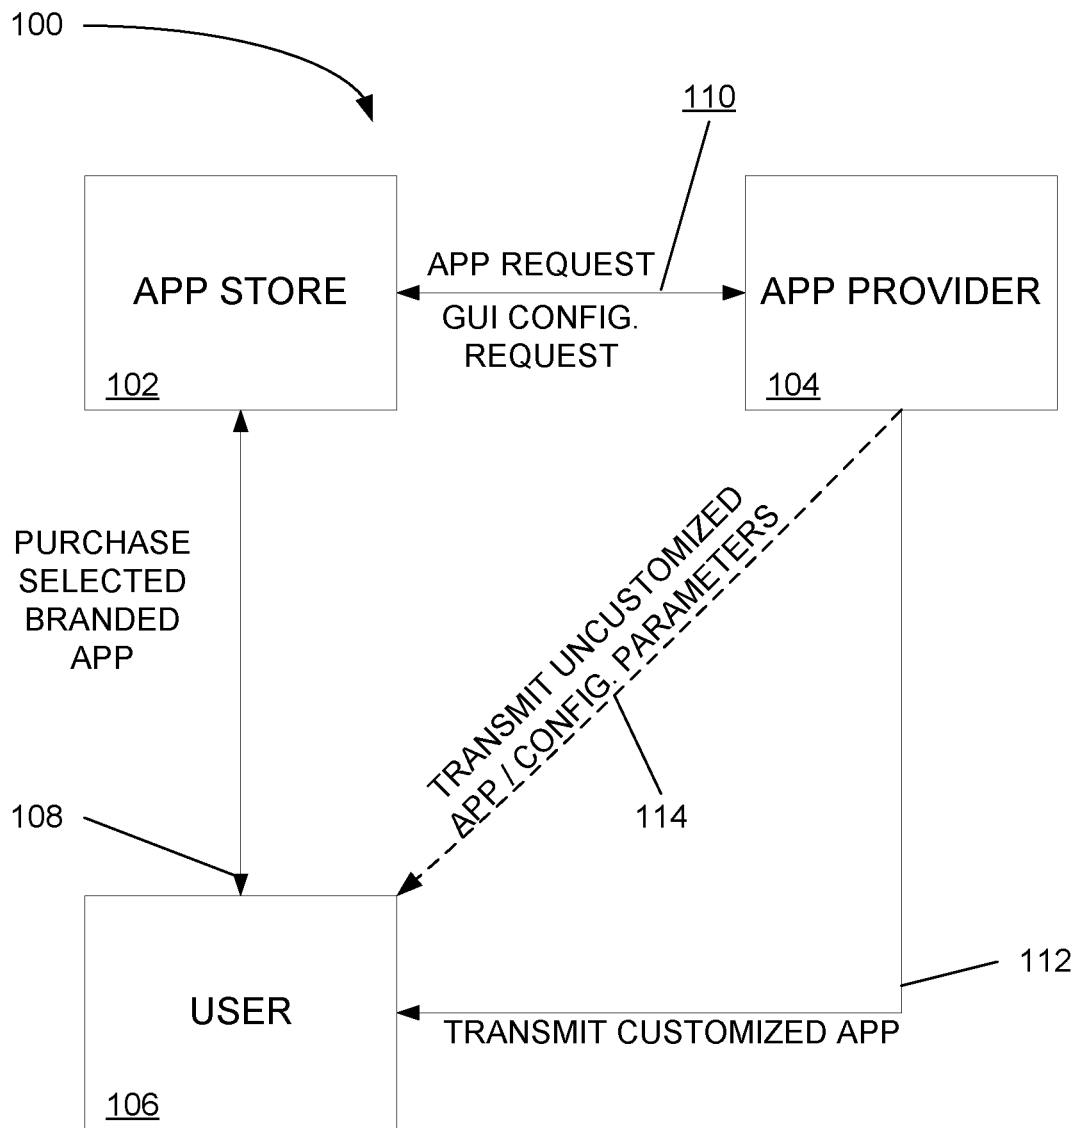 100
110
APP STORE
102
APP REQUEST
GUI CONFIG.
REQUEST
APP PROVIDER
104
PURCHASE
SELECTED
BRANDED
APP
TRANSMIT UNCUSTOMIZED
APP / CONFIG. PARAMETERS
114
108
USER
106
TRANSMIT CUSTOMIZED APP
112